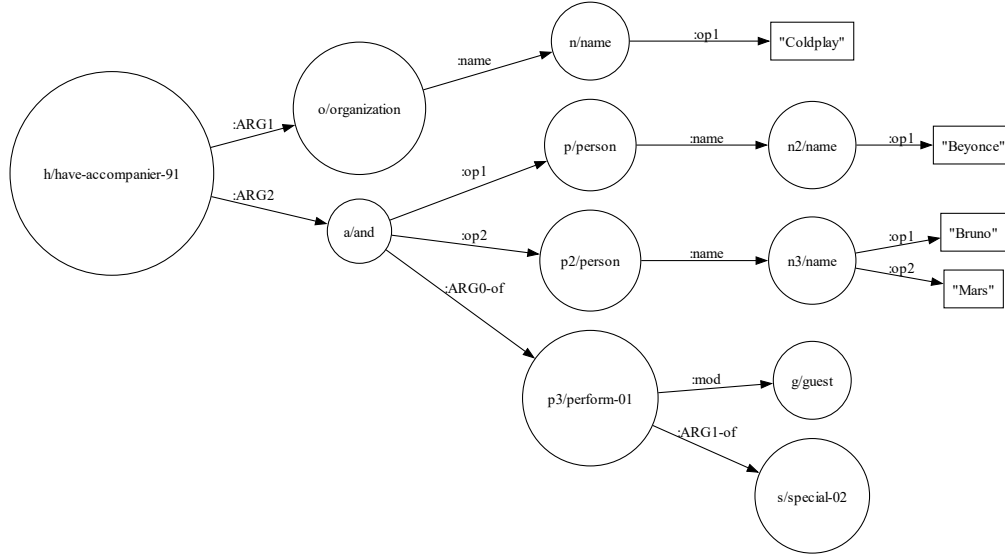 h/have-accompanier-91
:ARG1
o/organization
:name
n/name
:op1
"Coldplay"
:ARG2
a/and
:op1
p/person
:name
n2/name
:op1
"Beyonce"
:op2
p2/person
:name
n3/name
:op1
"Bruno"
:op2
"Mars"
:ARG0-of
p3/perform-01
:mod
g/guest
:ARG1-of
s/special-02